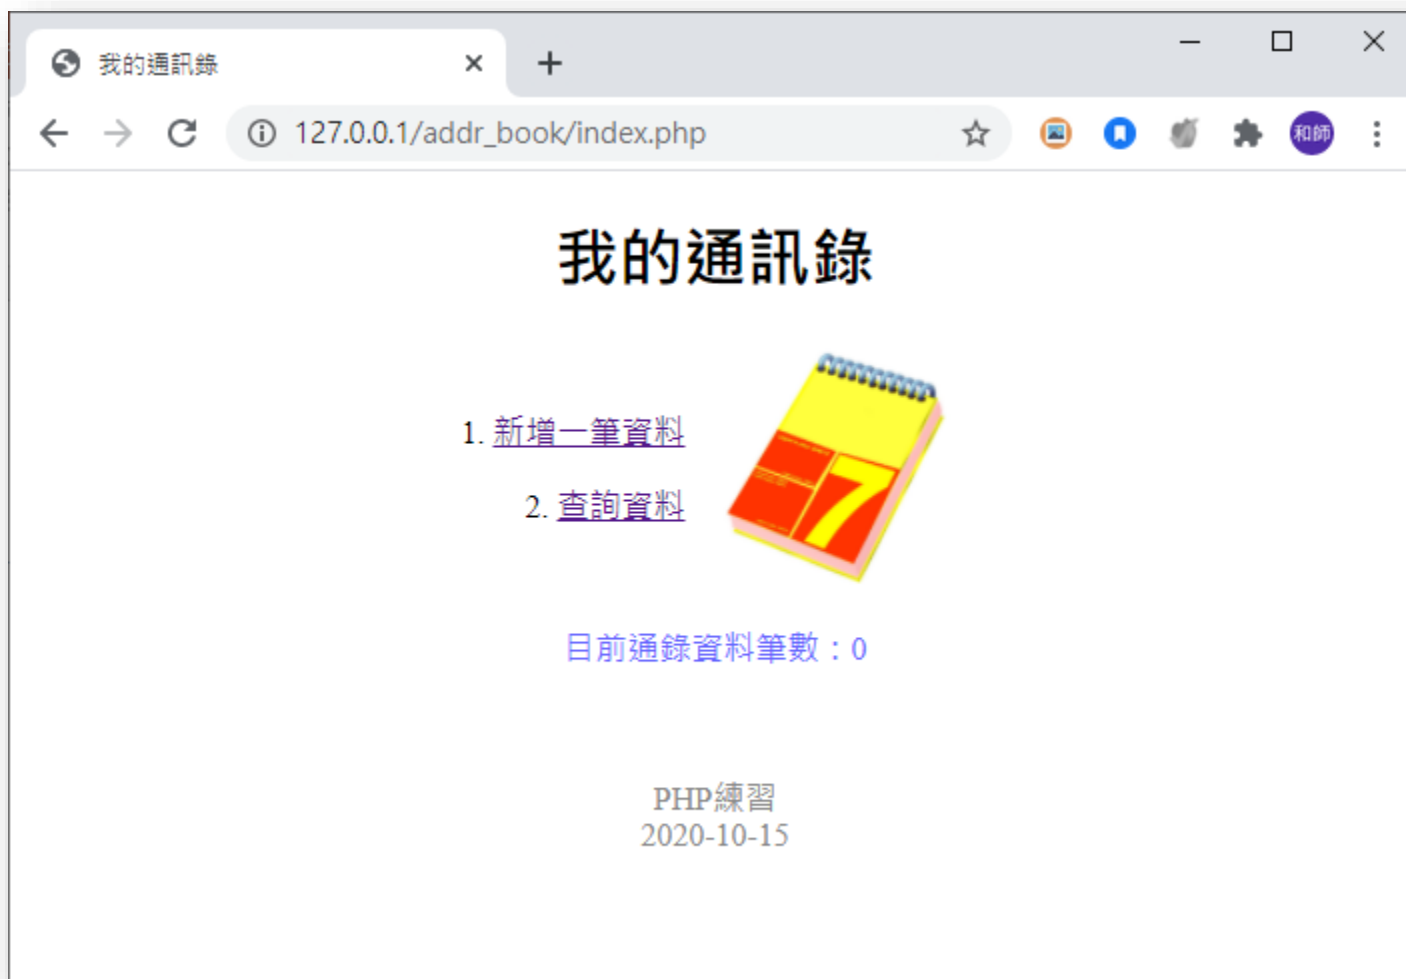 我的通訊錄
127.0.0.1/addr_book/index.php
和師
我的通訊錄
1. 新增一筆資料
2. 查詢資料
7
目前通錄資料筆數：0
PHP練習
2020-10-15